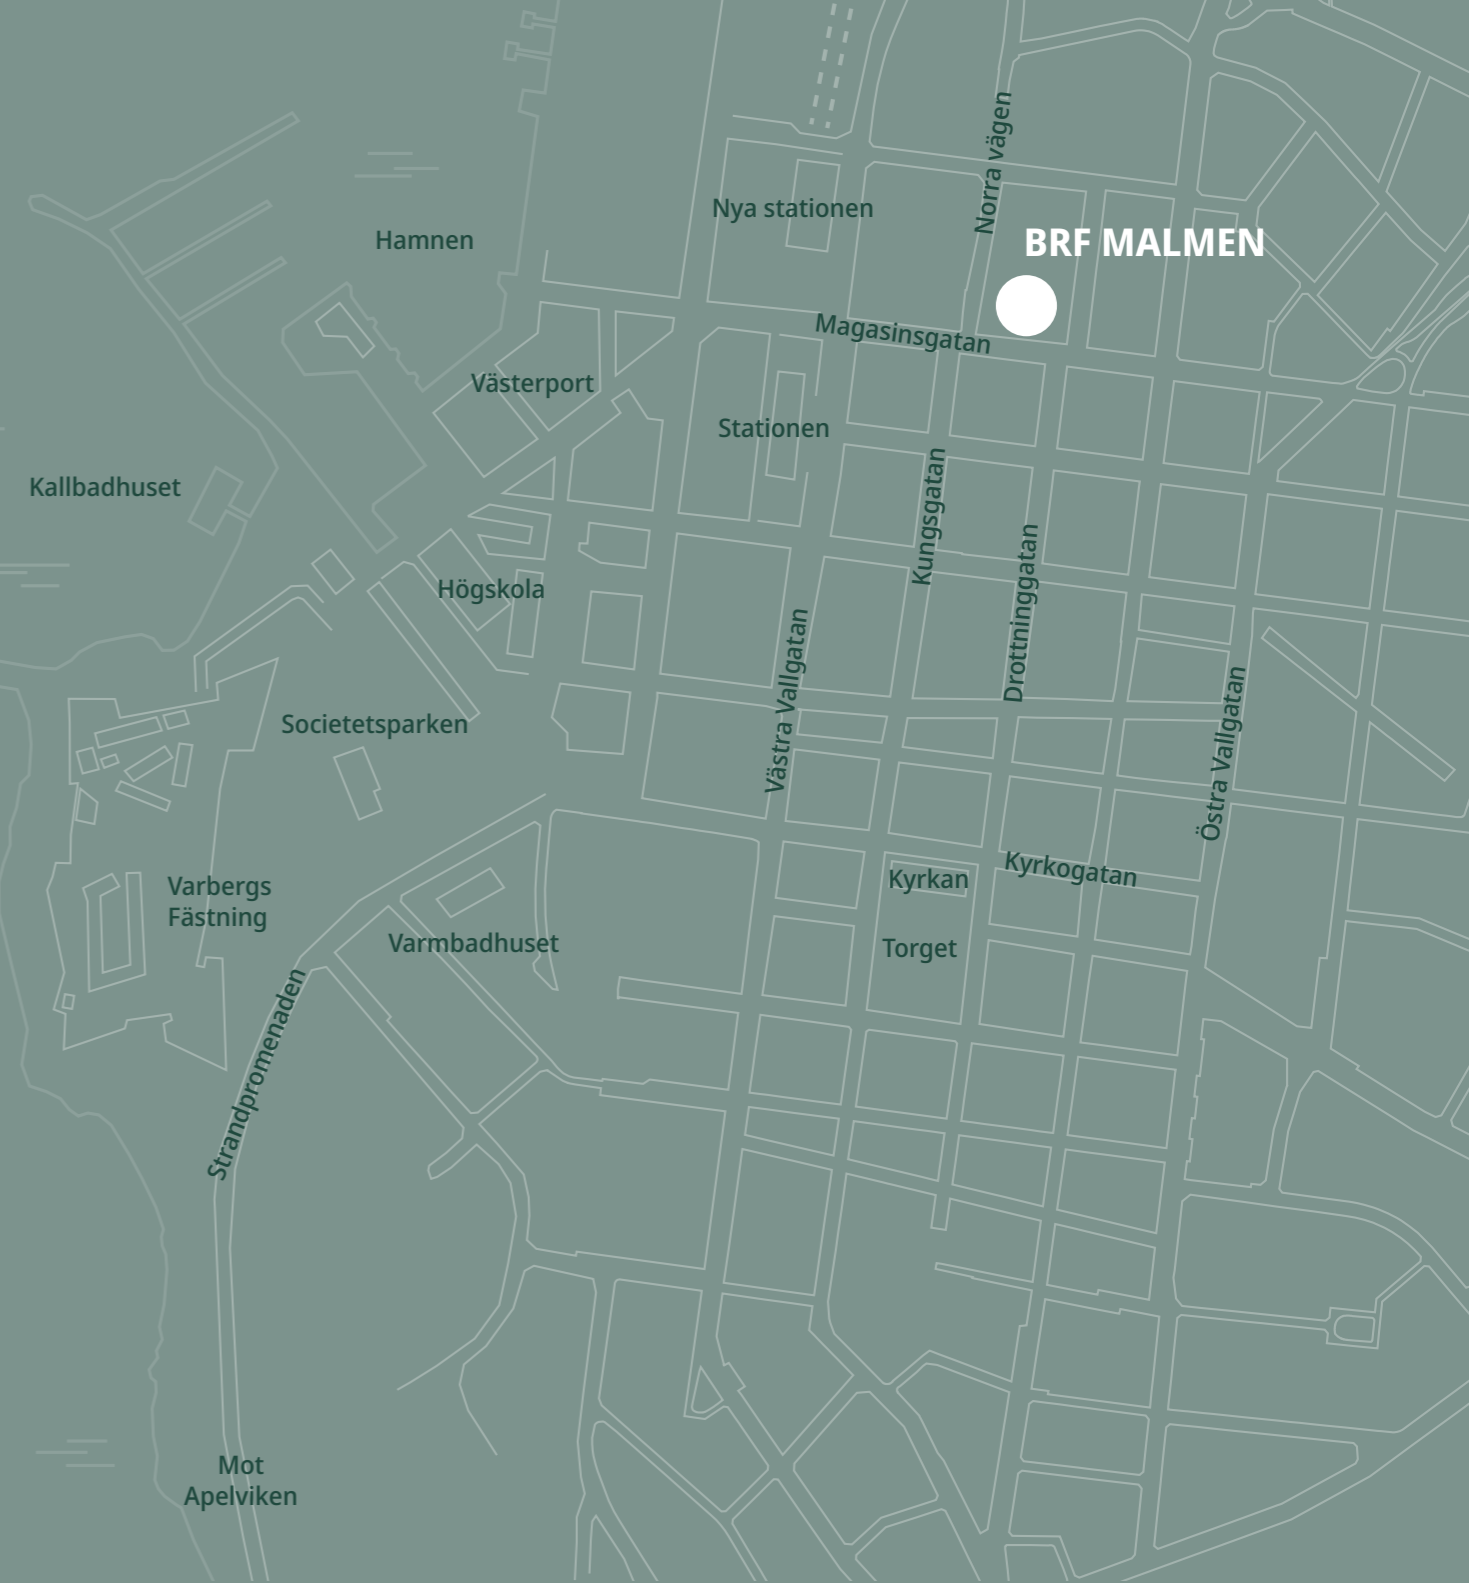 Norra vägen
Nya stationen
Hamnen
BRF MALMEN
Magasinsgatan
Västerport
Stationen
Kallbadhuset
Kungsgatan
Högskola
Drottninggatan
Västra Vallgatan
Societetsparken
Östra Vallgatan
Kyrkogatan
Kyrkan
Varbergs
Fästning
Varmbadhuset
Torget
Strandpromenaden
Mot
Apelviken